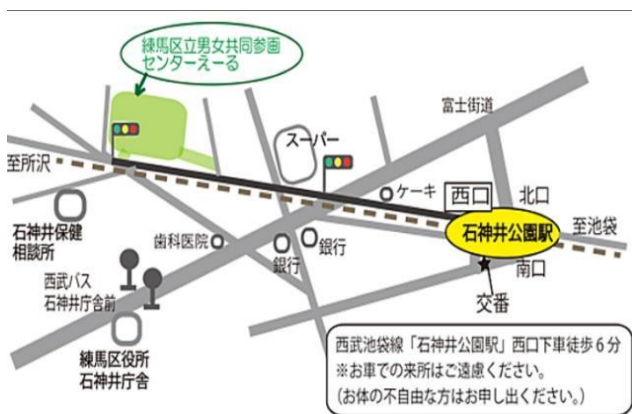 練馬区立男女共同参画
センターえーる
富士街道
スーパー
至所沢
ケーキ
西口
北口
石神井公園駅
至池袋
石神井保健
相談所
歯科医院
銀行
銀行
南口
交番
西武バス
石神井庁舎前
練馬区役所
石神井庁舎
西武池袋線「石神井公園駅」西口下車徒歩6分
※お車での来所はご遠慮ください。
(お体の不自由な方はお申し出ください。)